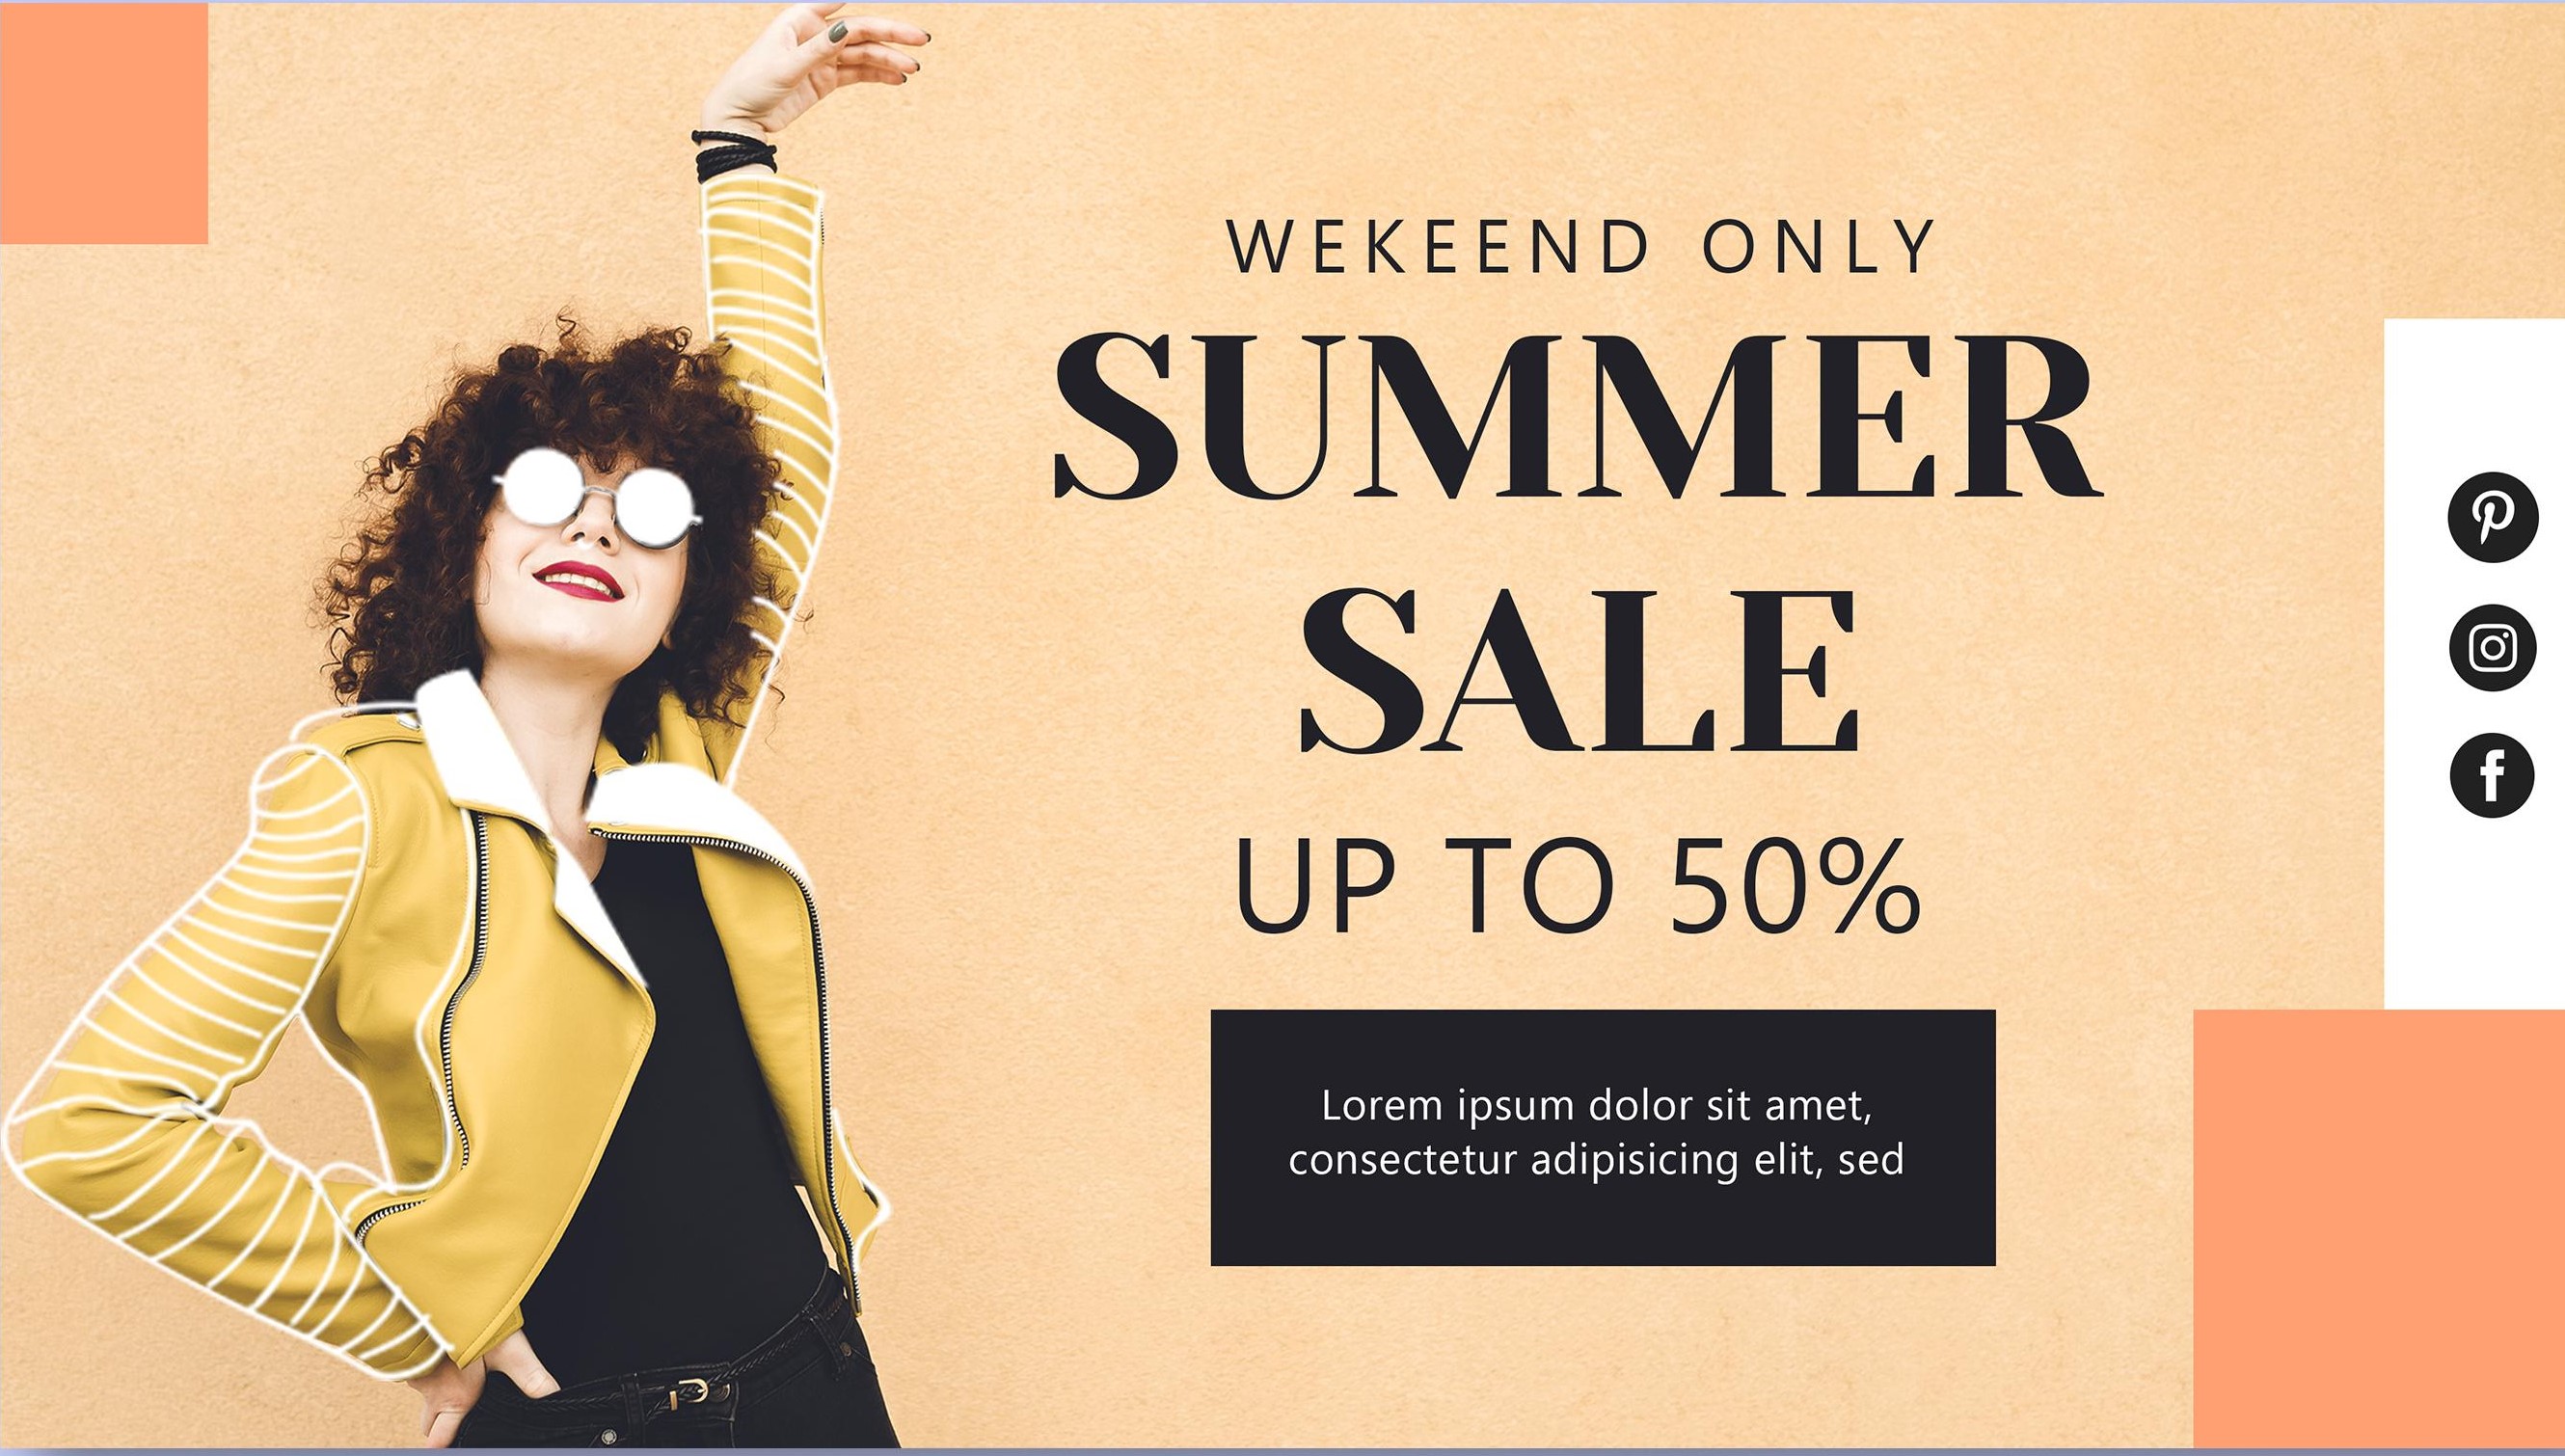 WEKEEND ONLY
SUMMER
SALE
UP TO 50%
Lorem ipsum dolor sit amet,
consectetur adipisicing elit, sed